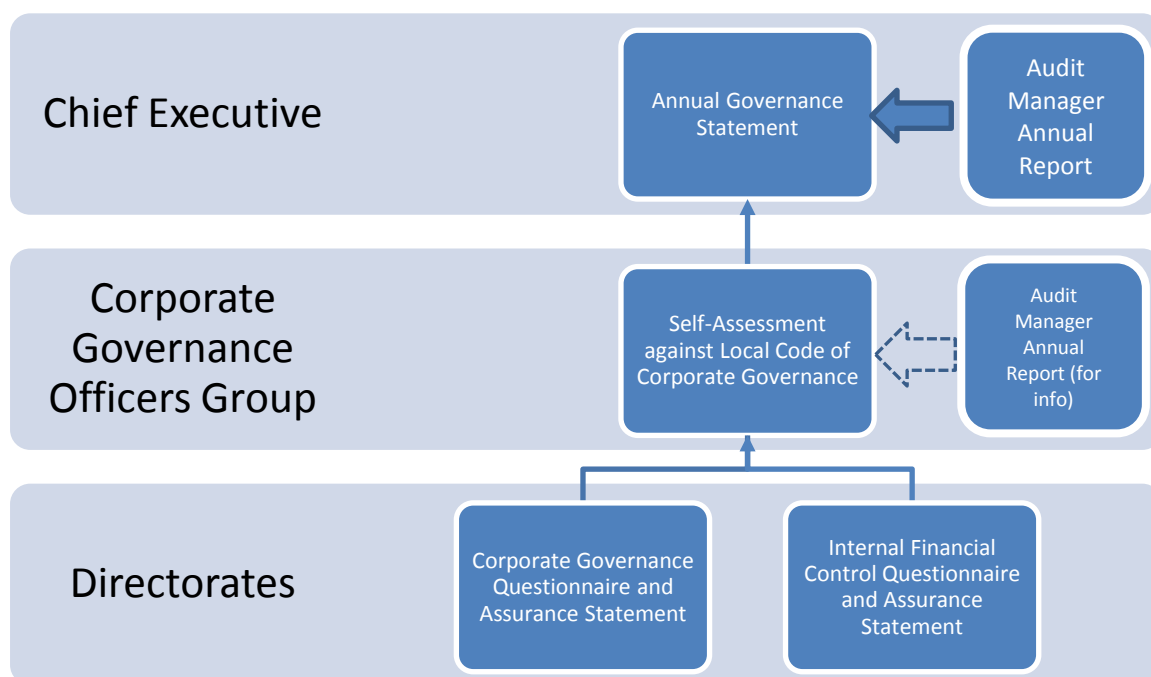 Chief Executive
Annual Governance
Statement
Audit
Manager
Annual
Report
Corporate
Governance
Officers Group
Self-Assessment
against Local Code of
Corporate Governance
Audit
Manager
Annual
Report (for
info)
Directorates
Corporate Governance
Questionnaire and
Assurance Statement
Internal Financial
Control Questionnaire
and Assurance
Statement